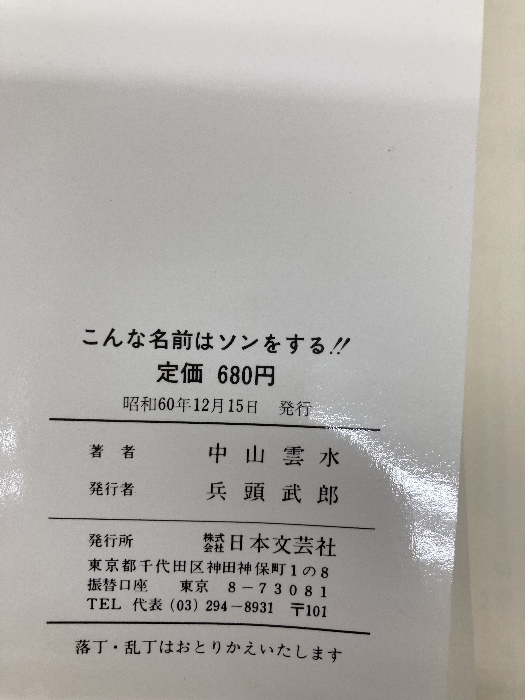 こんな名前はソンをする!!
定価 680円
昭和60年12月15日 発行
著者 中山雲水
発行者 兵頭武郎
発行所 株式会社日本文芸社
東京都千代田区神田神保町1の8
振替口座 東京 8-73081
TEL 代表(03)294-8931 〒101
落丁・乱丁はおとりかえいたします